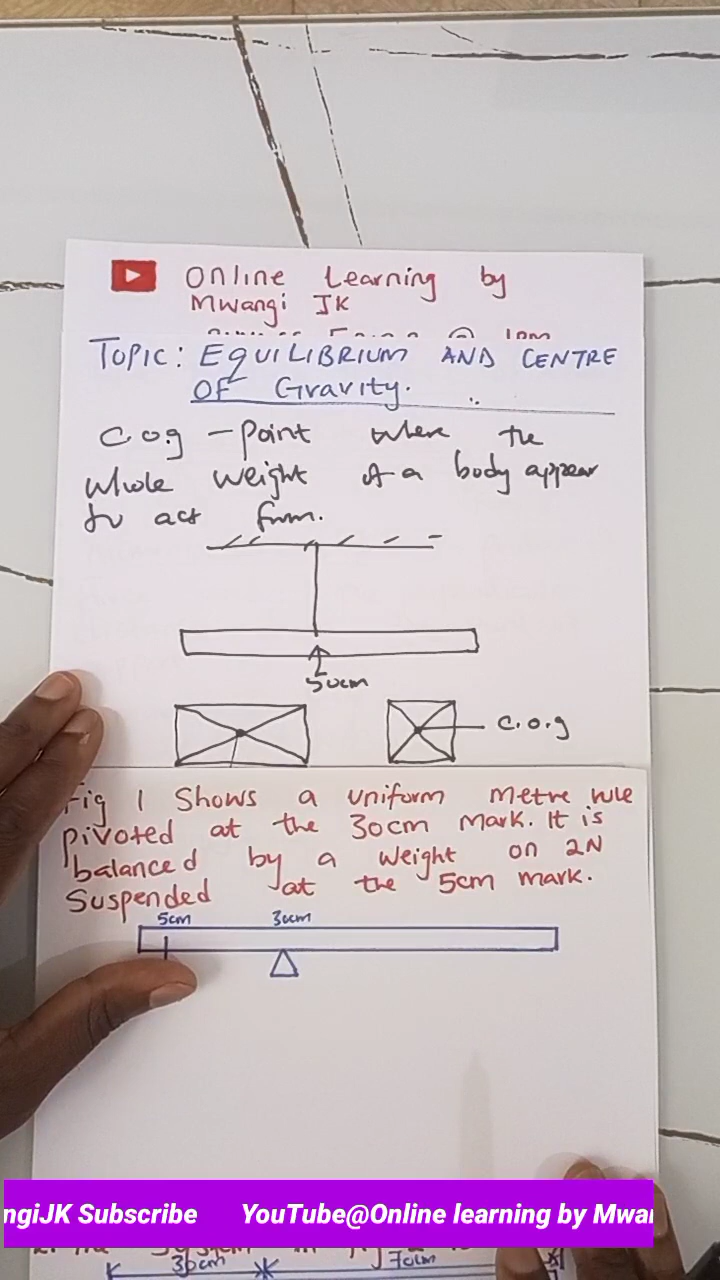 Online Learning by
Mwangi JK
TOPIC: EQUILIBRIUM AND CENTRE
OF Gravity.
c.o.g - Point where the
whole weight of a body appear
to act from.
50cm
c.o.g
Fig 1 Shows a uniform metre rule
pivoted at the 30cm mark. It is
balanced by a weight on 2N
Suspended at the 5cm mark.
5cm 30cm
ngiJK Subscribe YouTube@Online learning by Mwa
30cm 70cm